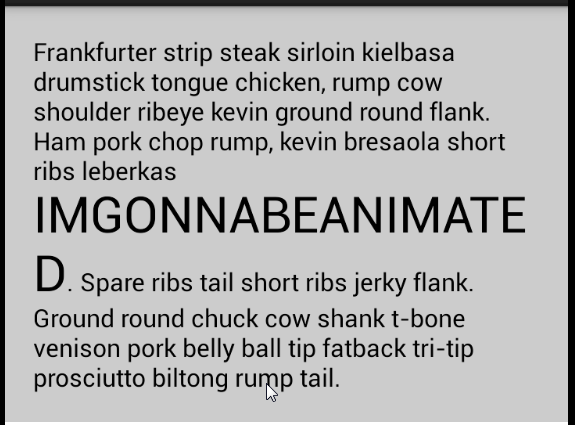 Frankfurter strip steak sirloin kielbasa
drumstick tongue chicken, rump cow
shoulder ribeye kevin ground round flank.
Ham pork chop rump, kevin bresaola short
ribs leberkas
IMGONNABEANIMATE
D. Spare ribs tail short ribs jerky flank.
Ground round chuck cow shank t-bone
venison pork belly ball tip fatback tri-tip
prosciutto biltong rump tail.